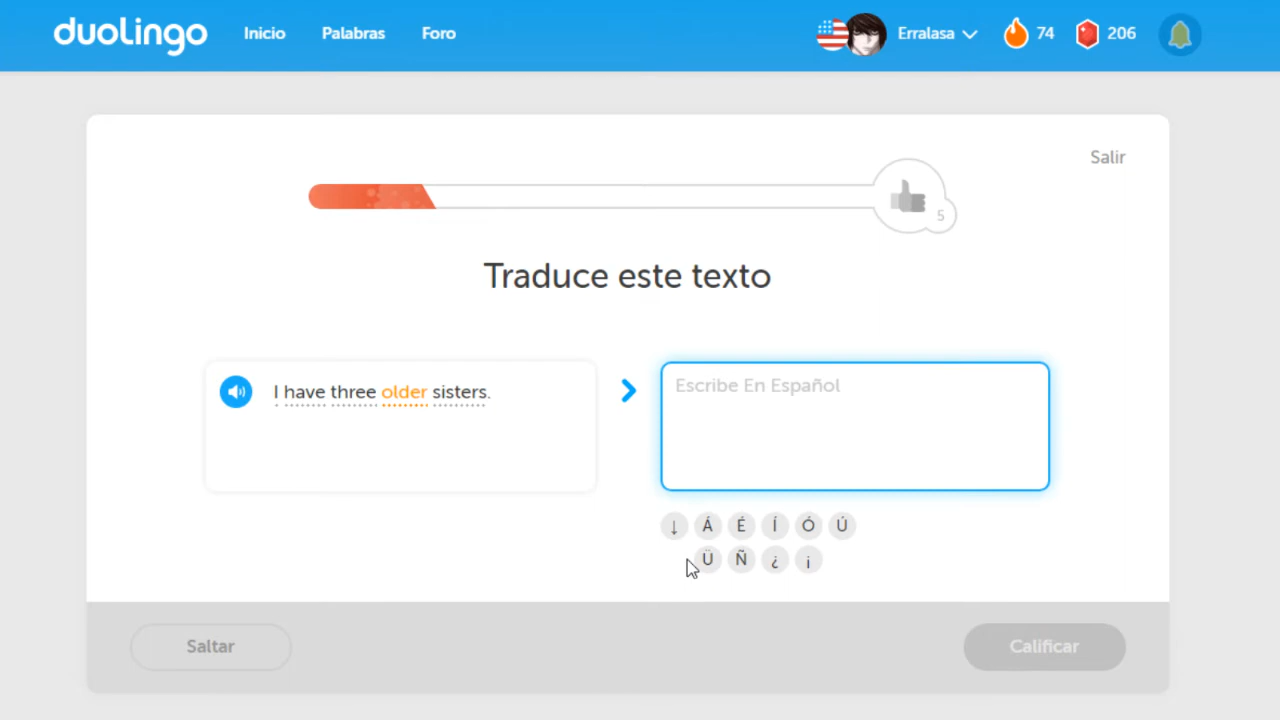 duolingo Inicio Palabras Foro Erralasa 74 206
Salir
5
Traduce este texto
I have three older sisters.
Escribe En Español
↓ Á É Í Ó Ú
Ü Ñ ¿ ¡
Saltar Calificar